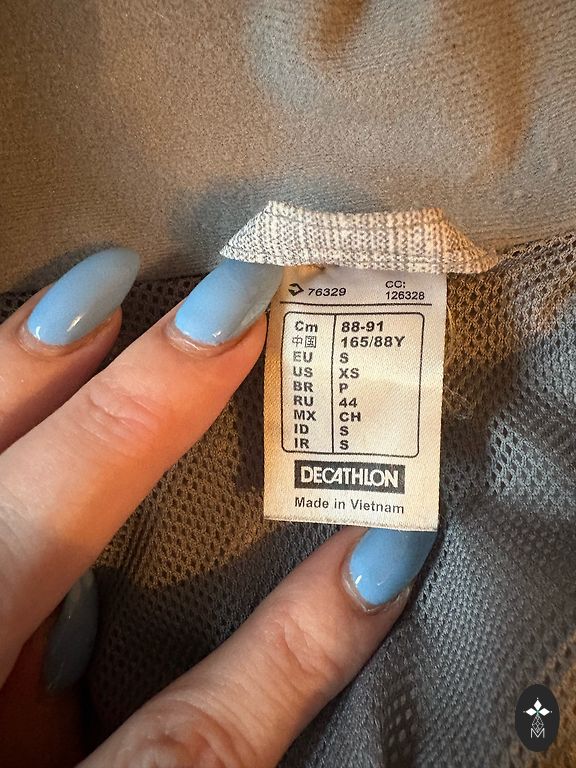 76329 CC:
126328
Cm 88-91
中国 165/88Y
EU S
US XS
BR P
RU 44
MX CH
ID S
IR S
DECATHLON
Made in Vietnam
M